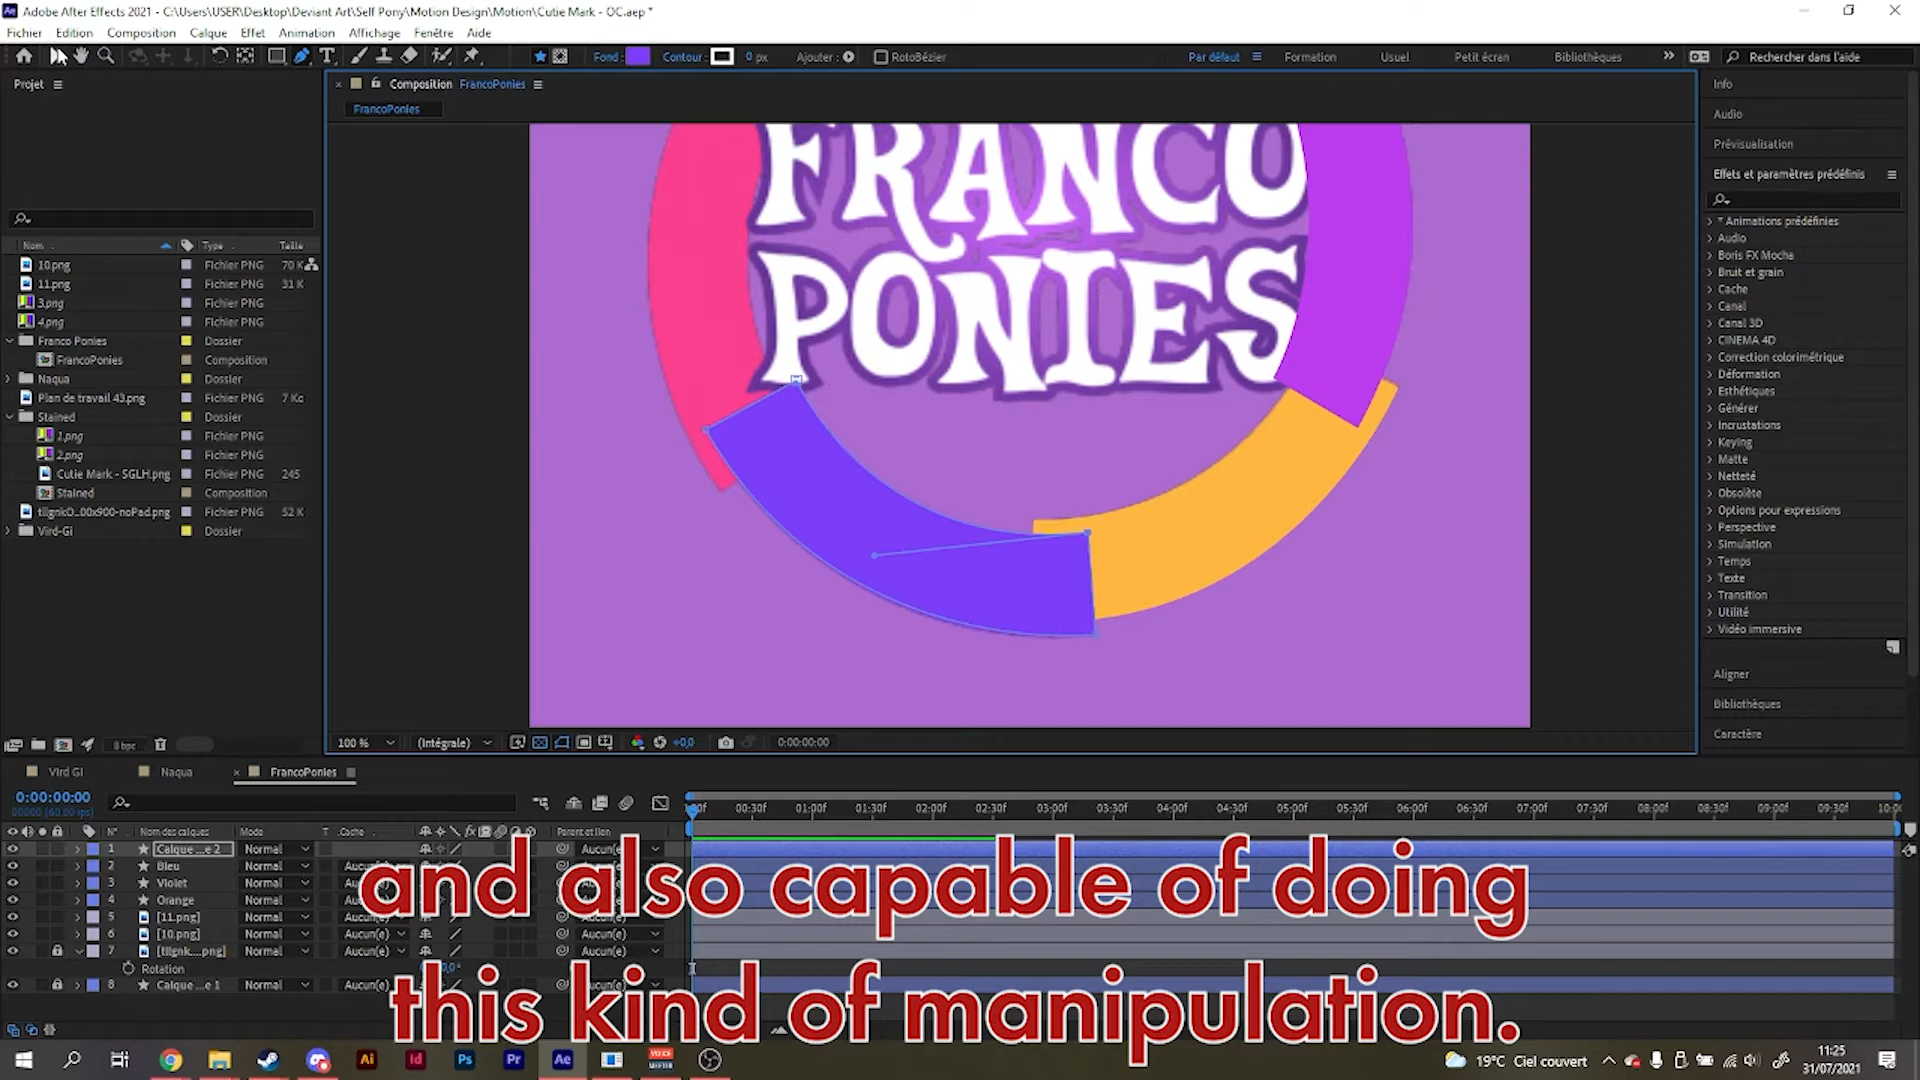 Adobe After Effects 2021 - C:\Users\USER\Desktop\Deviant Art\Self Pony\Motion Design\Motion\Cutie Mark - OC.aep *
Fichier Edition Composition Calque Effet Animation Affichage Fenêtre Aide
Fond : Contour : 0 px Ajouter : RotoBézier Par défaut Formation Usuel Petit écran Bibliothèques Rechercher dans l'aide
Projet
Composition FrancoPonies
FrancoPonies
Nom Type Taille
10.png Fichier PNG 70 K
11.png Fichier PNG 31 K
3.png Fichier PNG
4.png Fichier PNG
Franco Ponies Dossier
FrancoPonies Composition
Naqua Dossier
Plan de travail 43.png Fichier PNG 7 Kc
Stained Dossier
1.png Fichier PNG
2.png Fichier PNG
Cutie Mark - SGLH.png Fichier PNG 245
Stained Composition
tllgnkO_00x900-noPad.png Fichier PNG 52 K
Vird-Gi Dossier
8 bpc
FRANCO
PONIES
100 % (Intégrale) +0,0 0:00:00:00
Info
Audio
Prévisualisation
Effets et paramètres prédéfinis
* Animations prédéfinies
Audio
Boris FX Mocha
Bruit et grain
Cache
Canal
Canal 3D
CINEMA 4D
Correction colorimétrique
Déformation
Esthétiques
Générer
Incrustations
Keying
Matte
Netteté
Obsolète
Options pour expressions
Perspective
Simulation
Temps
Texte
Transition
Utilité
Vidéo immersive
Aligner
Bibliothèques
Caractère
Vird GI Naqua FrancoPonies
0:00:00:00
00000 (60.00 ips)
:00f 00:30f 01:00f 01:30f 02:00f 02:30f 03:00f 03:30f 04:00f 04:30f 05:00f 05:30f 06:00f 06:30f 07:00f 07:30f 08:00f 08:30f 09:00f 09:30f 10:0
N° Nom des calques Mode T .Cache Parent et lien
1 Calque ...e 2 Normal Aucun(e)
2 Bleu Normal Aucun(e)
3 Violet Normal Aucun(e)
4 Orange Normal Aucun(e)
5 [11.png] Normal Aucun(e)
6 [10.png] Normal Aucun(e) Aucun(e)
7 [tllgnk....png] Normal Aucun(e) Aucun(e)
Rotation
8 Calque ...e 1 Normal Aucun(e) Aucun(e)
and also capable of doing
this kind of manipulation.
Ai Id Ps Pr Ae VOICE MEETER
19°C Ciel couvert
11:25
31/07/2021